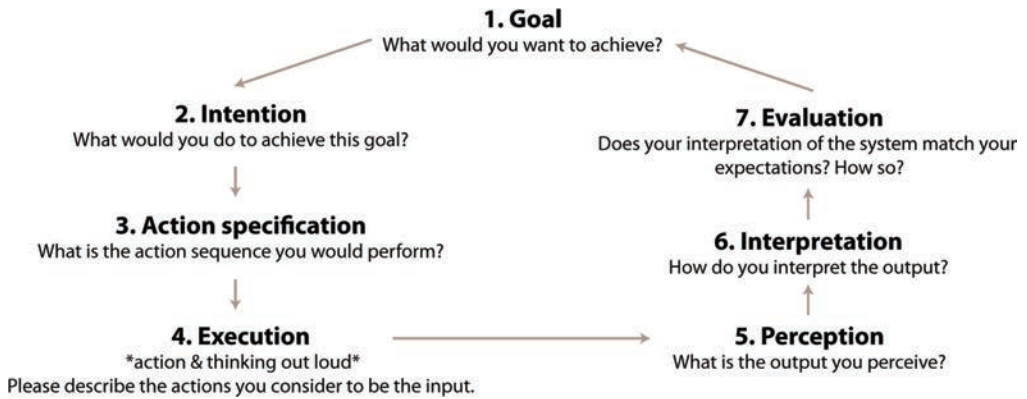 1. Goal
What would you want to achieve?
2. Intention
What would you do to achieve this goal?
3. Action specification
What is the action sequence you would perform?
4. Execution
*action & thinking out loud*
Please describe the actions you consider to be the input.
5. Perception
What is the output you perceive?
6. Interpretation
How do you interpret the output?
7. Evaluation
Does your interpretation of the system match your
expectations? How so?